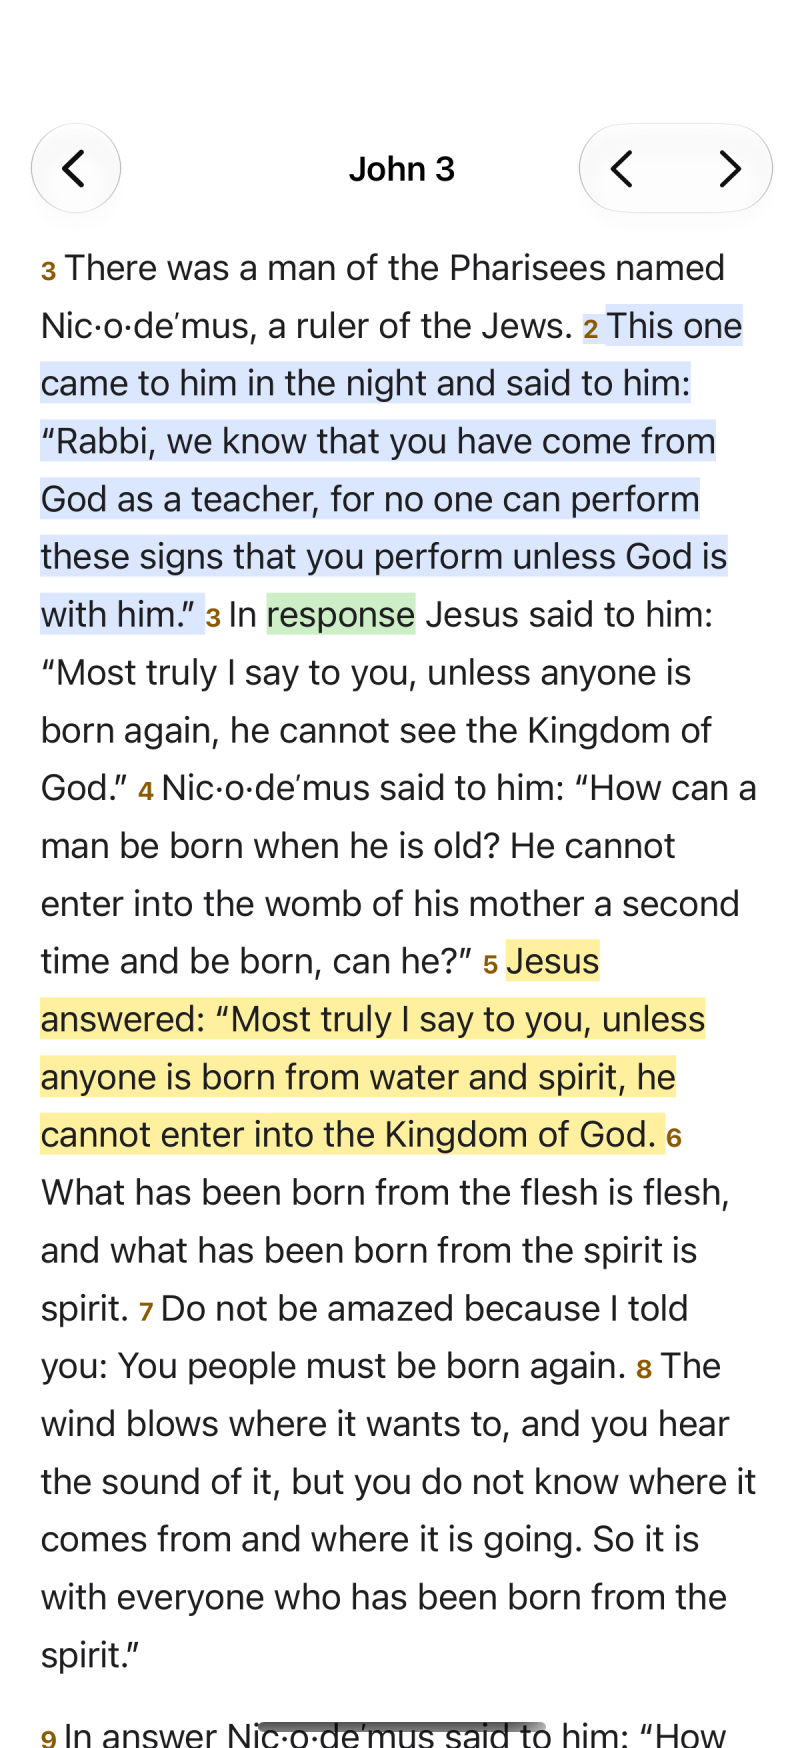 John 3
3 There was a man of the Pharisees named
Nic·o·deʹmus, a ruler of the Jews. 2 This one
came to him in the night and said to him:
“Rabbi, we know that you have come from
God as a teacher, for no one can perform
these signs that you perform unless God is
with him.” 3 In response Jesus said to him:
“Most truly I say to you, unless anyone is
born again, he cannot see the Kingdom of
God.” 4 Nic·o·deʹmus said to him: “How can a
man be born when he is old? He cannot
enter into the womb of his mother a second
time and be born, can he?” 5 Jesus
answered: “Most truly I say to you, unless
anyone is born from water and spirit, he
cannot enter into the Kingdom of God. 6
What has been born from the flesh is flesh,
and what has been born from the spirit is
spirit. 7 Do not be amazed because I told
you: You people must be born again. 8 The
wind blows where it wants to, and you hear
the sound of it, but you do not know where it
comes from and where it is going. So it is
with everyone who has been born from the
spirit.”
9 In answer Nic·o·deʹmus said to him: “How